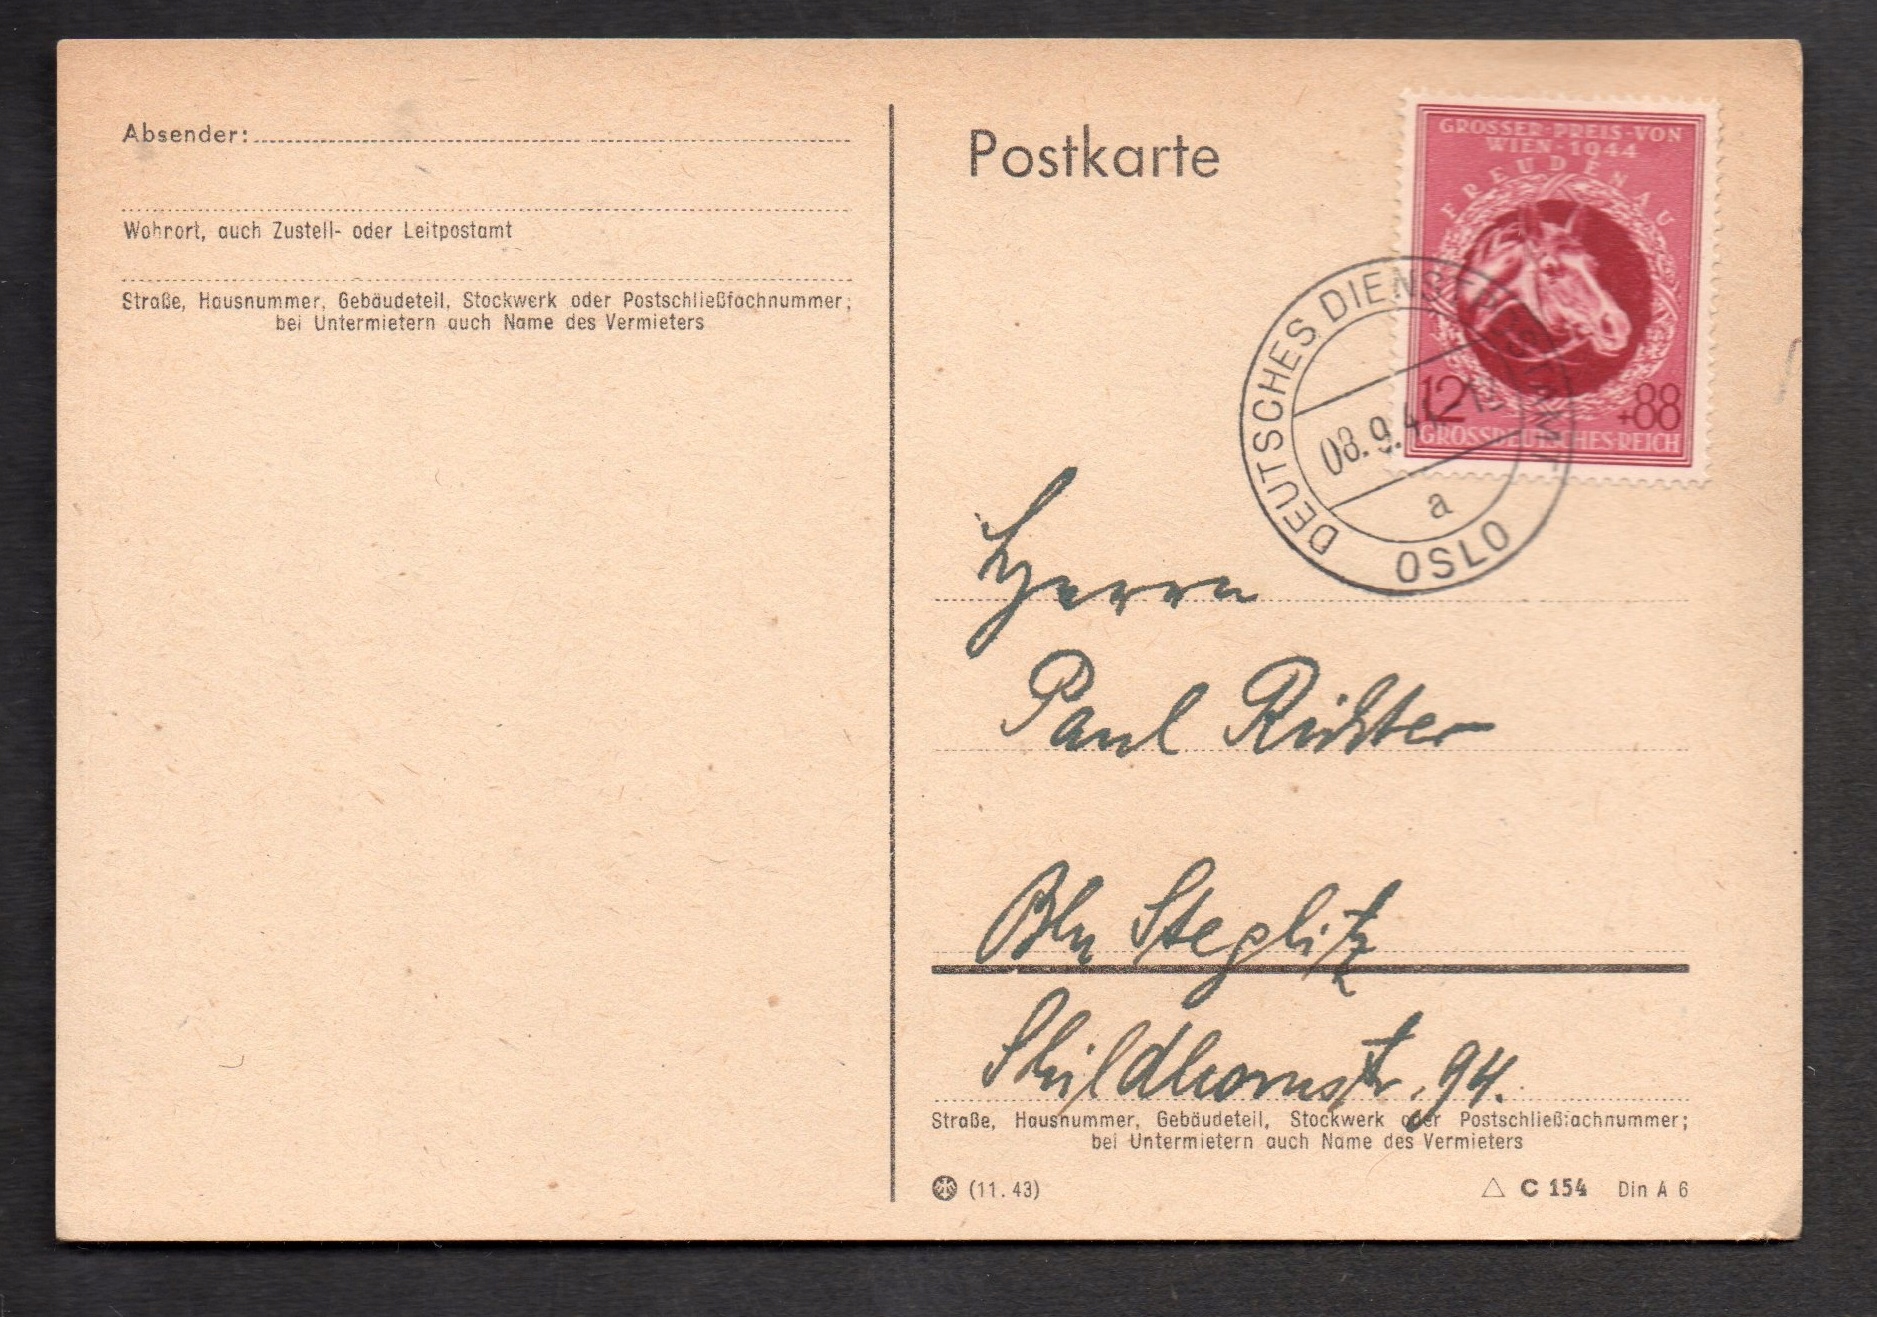 Absender:
Wohnort, auch Zustell- oder Leitpostamt
Straße, Hausnummer, Gebäudeteil, Stockwerk oder Postschließfachnummer;
bei Untermietern auch Name des Vermieters
Postkarte
GROSSER·PREIS·VON
WIEN·1944
FREUDENAU
12 +88
GROSSDEUTSCHES·REICH
DEUTSCHES DIENSTPOSTAMT
08.9.44
a
OSLO
Herrn
Paul Richter
Bln Steglitz
Schildhornstr. 94.
Straße, Hausnummer, Gebäudeteil, Stockwerk oder Postschließfachnummer;
bei Untermietern auch Name des Vermieters
(11.43)
C 154 Din A 6